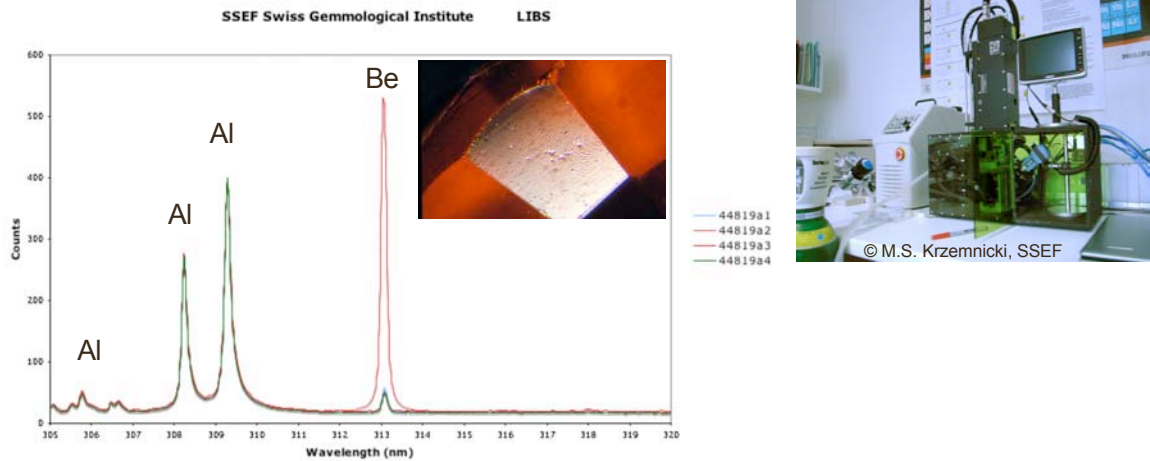 SSEF Swiss Gemmological Institute LIBS
600
500
400
300
200
100
0
Counts
Al
Al
Al
Be
305 306 307 308 309 310 311 312 313 314 315 316 317 318 319 320
Wavelength (nm)
44819a1
44819a2
44819a3
44819a4
© M.S. Krzemnicki, SSEF